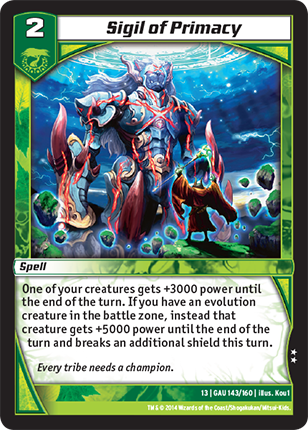 2
Sigil of Primacy
Spell
One of your creatures gets +3000 power until
the end of the turn. If you have an evolution
creature in the battle zone, instead that
creature gets +5000 power until the end of the
turn and breaks an additional shield this turn.
Every tribe needs a champion.
13 | GAU 143/160 | illus. Kou1
TM & © 2014 Wizards of the Coast/Shogakukan/Mitsui-Kids.